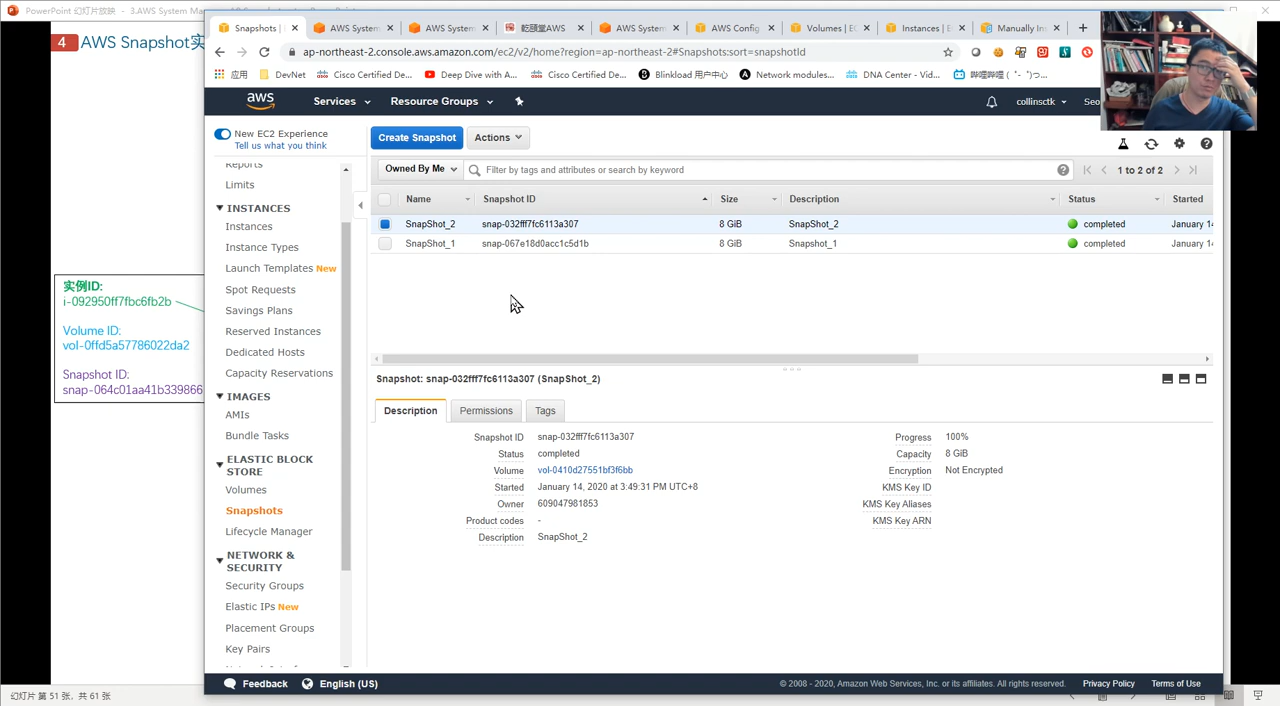 PowerPoint 幻灯片放映 - 3.AWS System Man
4 AWS Snapshot实
实例ID:
i-092950ff7fbc6fb2b
Volume ID:
vol-0ffd5a57786022da2
Snapshot ID:
snap-064c01aa41b339866
幻灯片 第 51 张，共 61 张
Snapshots |
AWS System
AWS System
乾颐堂AWS
AWS System
AWS Config
Volumes | EC
Instances | E
Manually In
ap-northeast-2.console.aws.amazon.com/ec2/v2/home?region=ap-northeast-2#Snapshots:sort=snapshotId
应用 DevNet Cisco Certified De... Deep Dive with A... Cisco Certified De... Blinkload 用户中心 Network modules... DNA Center - Vid...
aws Services Resource Groups collinsctk Seo
New EC2 Experience
Tell us what you think
Reports
Limits
INSTANCES
Instances
Instance Types
Launch Templates New
Spot Requests
Savings Plans
Reserved Instances
Dedicated Hosts
Capacity Reservations
IMAGES
AMIs
Bundle Tasks
ELASTIC BLOCK
STORE
Volumes
Snapshots
Lifecycle Manager
NETWORK &
SECURITY
Security Groups
Elastic IPs New
Placement Groups
Key Pairs
Create Snapshot Actions
Owned By Me Filter by tags and attributes or search by keyword 1 to 2 of 2
Name Snapshot ID Size Description Status Started
SnapShot_2 snap-032fff7fc6113a307 8 GiB SnapShot_2 completed January 14
SnapShot_1 snap-067e18d0acc1c5d1b 8 GiB Snapshot_1 completed January 14
Snapshot: snap-032fff7fc6113a307 (SnapShot_2)
Description Permissions Tags
Snapshot ID snap-032fff7fc6113a307 Progress 100%
Status completed Capacity 8 GiB
Volume vol-0410d27551bf3f6bb Encryption Not Encrypted
Started January 14, 2020 at 3:49:31 PM UTC+8 KMS Key ID
Owner 609047981853 KMS Key Aliases
Product codes - KMS Key ARN
Description SnapShot_2
Feedback English (US) © 2008 - 2020, Amazon Web Services, Inc. or its affiliates. All rights reserved. Privacy Policy Terms of Use